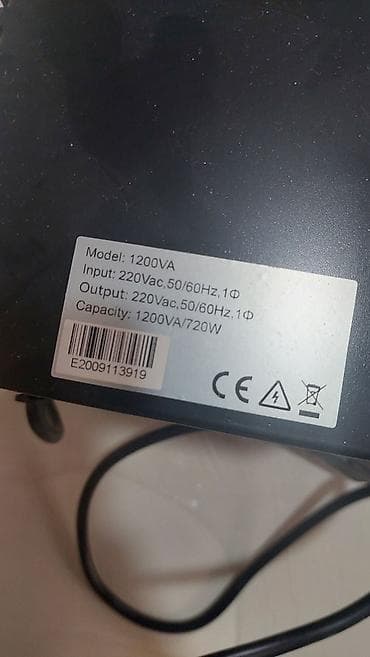 Model: 1200VA
Input: 220Vac,50/60Hz,1Φ
Output: 220Vac,50/60Hz,1Φ
Capacity: 1200VA/720W
E2009113919
CE